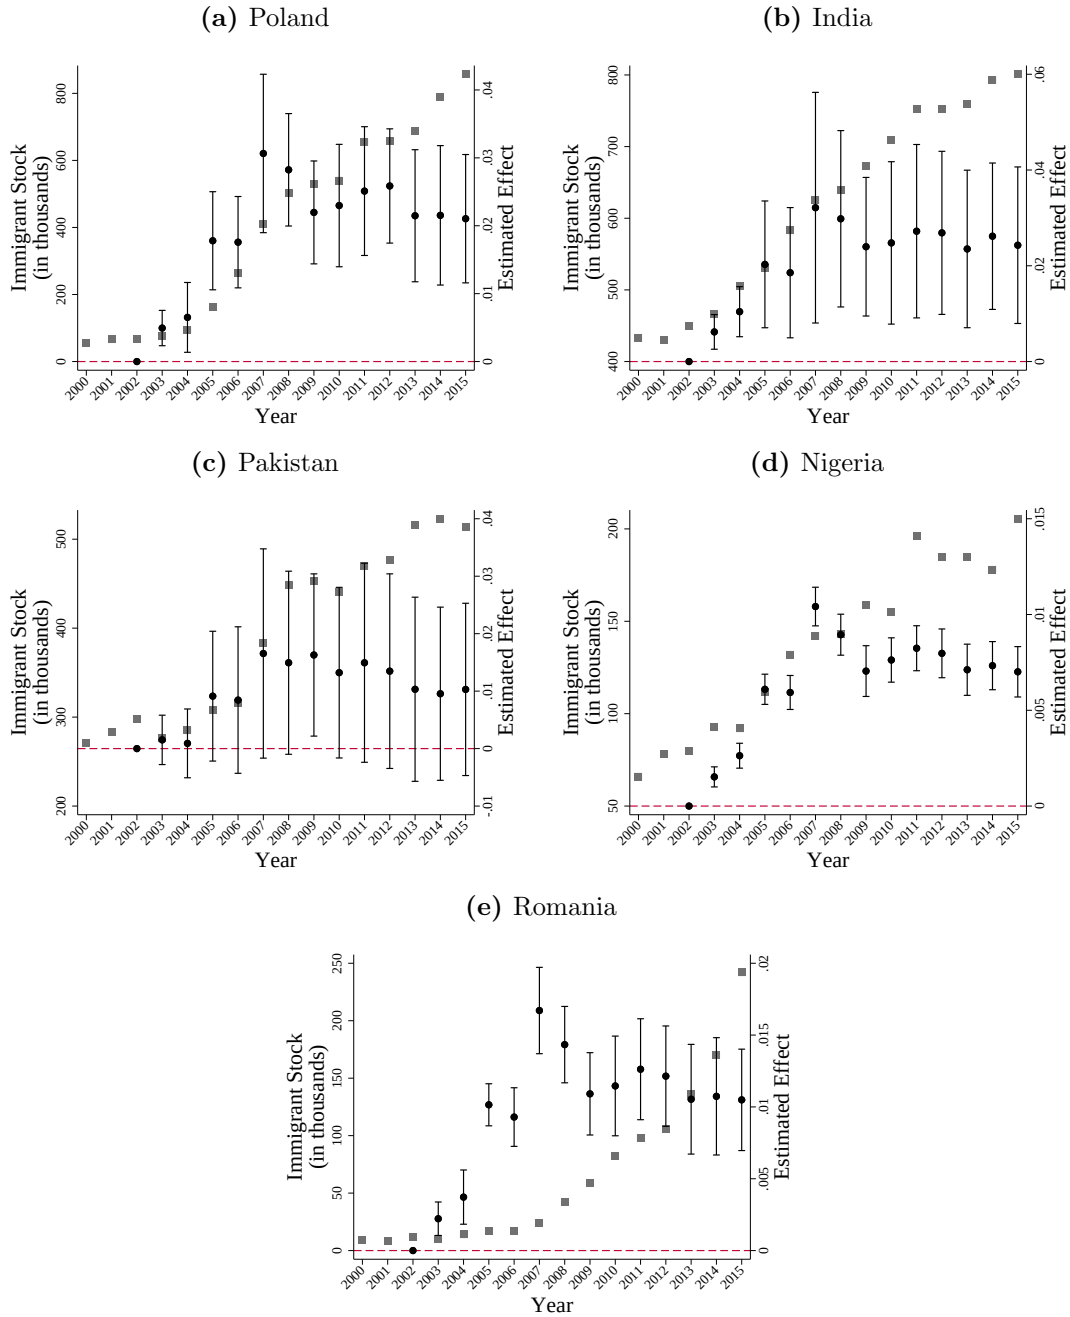 (a) Poland
Immigrant Stock
(in thousands)
0 200 400 600 800
0 .01 .02 .03 .04
Estimated Effect
2000 2001 2002 2003 2004 2005 2006 2007 2008 2009 2010 2011 2012 2013 2014 2015
Year
(b) India
Immigrant Stock
(in thousands)
400 500 600 700 800
0 .02 .04 .06
Estimated Effect
2000 2001 2002 2003 2004 2005 2006 2007 2008 2009 2010 2011 2012 2013 2014 2015
Year
(c) Pakistan
Immigrant Stock
(in thousands)
200 300 400 500
-.01 0 .01 .02 .03 .04
Estimated Effect
2000 2001 2002 2003 2004 2005 2006 2007 2008 2009 2010 2011 2012 2013 2014 2015
Year
(d) Nigeria
Immigrant Stock
(in thousands)
50 100 150 200
0 .005 .01 .015
Estimated Effect
2000 2001 2002 2003 2004 2005 2006 2007 2008 2009 2010 2011 2012 2013 2014 2015
Year
(e) Romania
Immigrant Stock
(in thousands)
0 50 100 150 200 250
0 .005 .01 .015 .02
Estimated Effect
2000 2001 2002 2003 2004 2005 2006 2007 2008 2009 2010 2011 2012 2013 2014 2015
Year